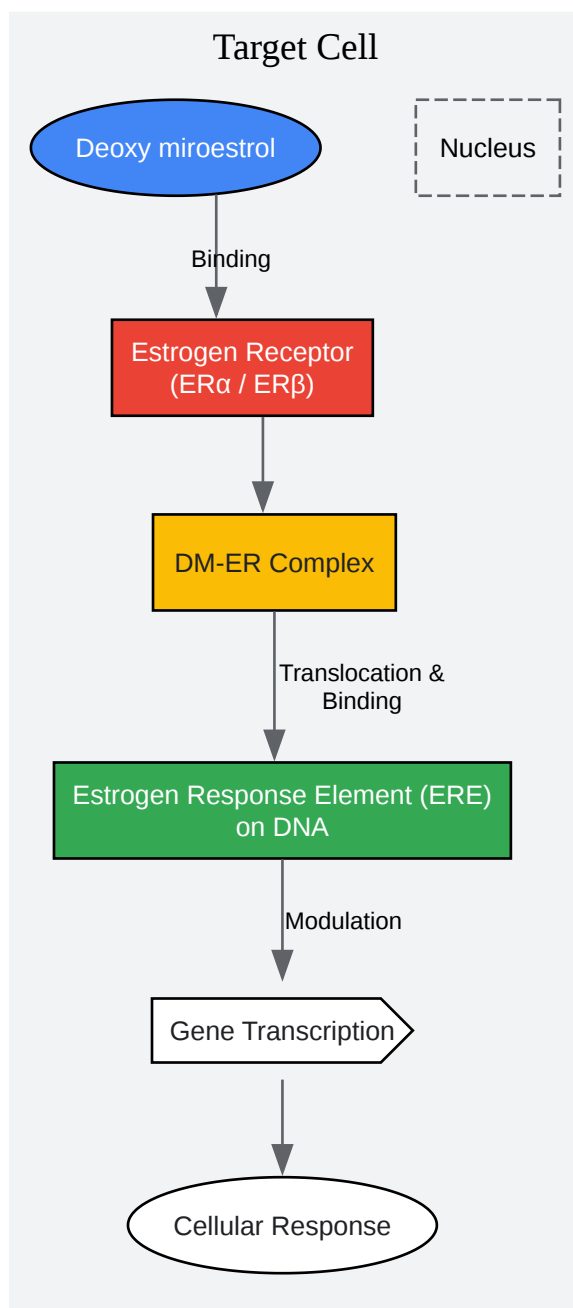 Target Cell
Deoxy miroestrol
Nucleus
Binding
Estrogen Receptor
(ERα / ERβ)
DM-ER Complex
Translocation &
Binding
Estrogen Response Element (ERE)
on DNA
Modulation
Gene Transcription
Cellular Response